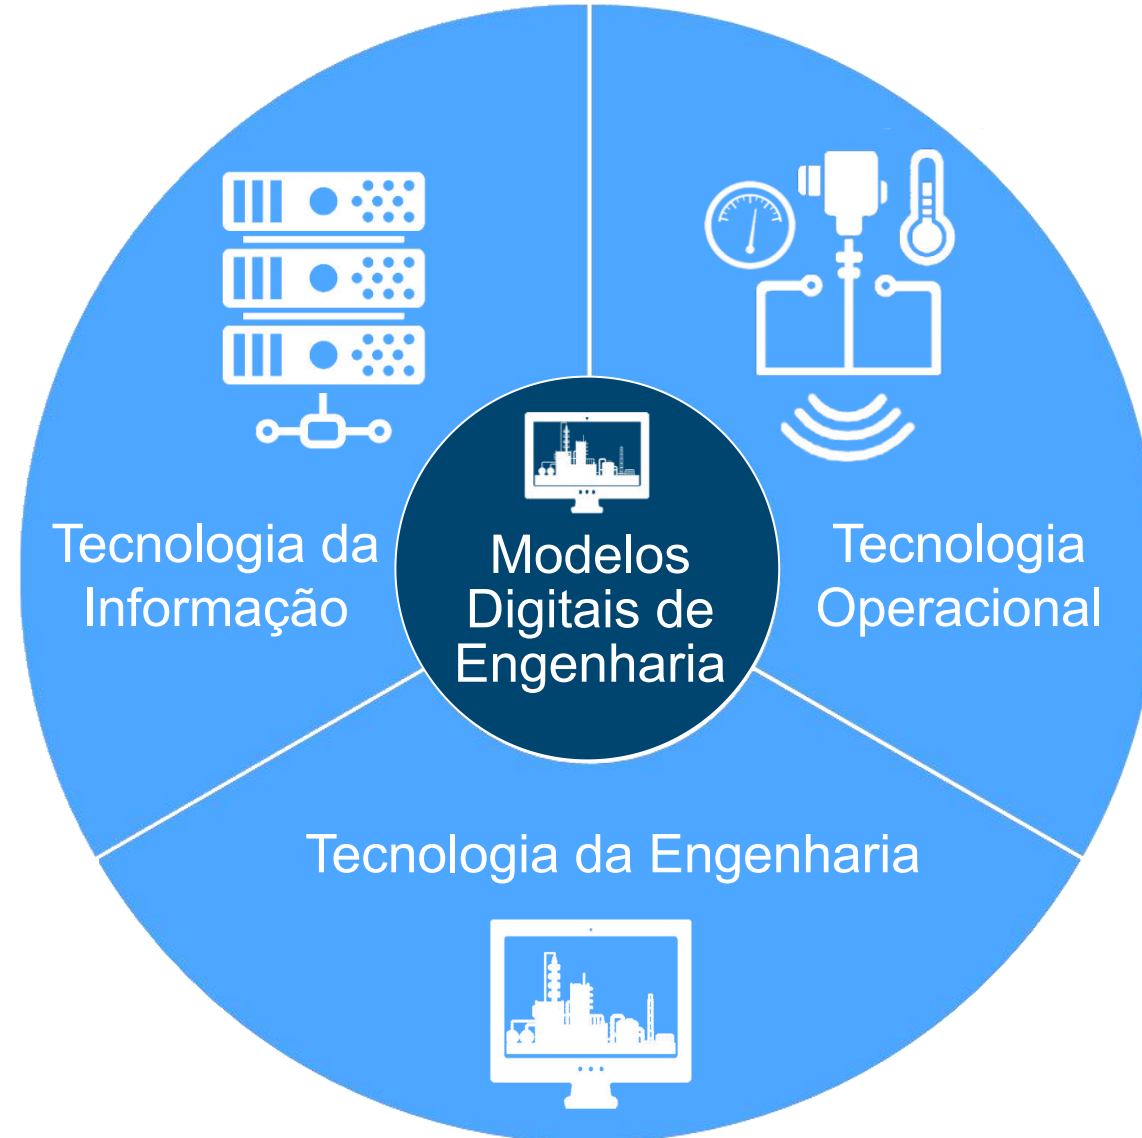 Tecnologia da
Informação
Modelos
Digitais de
Engenharia
Tecnologia
Operacional
Tecnologia da Engenharia